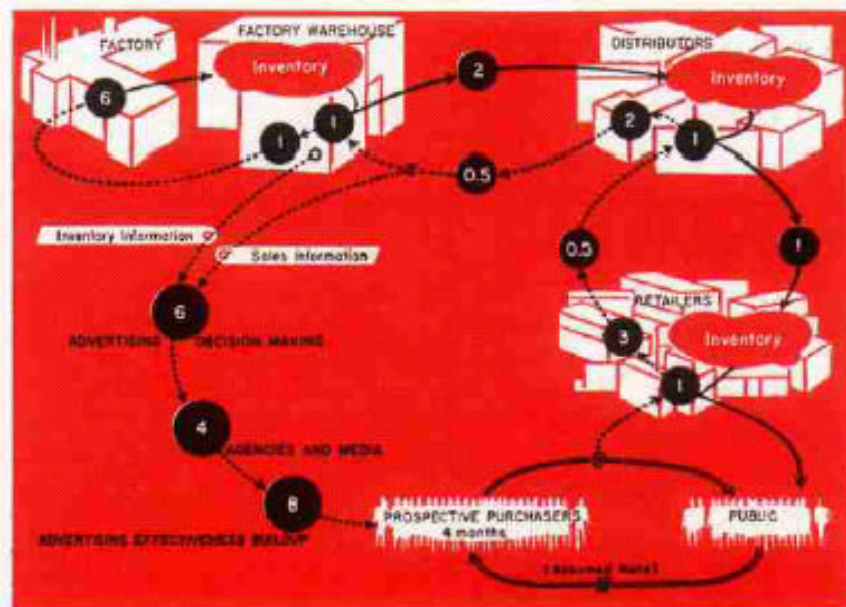 FACTORY
FACTORY WAREHOUSE
DISTRIBUTORS
Inventory
Inventory
6
2
1
1
2
1
0.5
Inventory Information
Sales Information
0.5
1
6
RETAILERS
Inventory
3
1
ADVERTISING DECISION MAKING
4
AGENCIES AND MEDIA
8
PROSPECTIVE PURCHASERS
4 months
PUBLIC
ADVERTISING EFFECTIVENESS BUILDUP
(Assumed Rate)